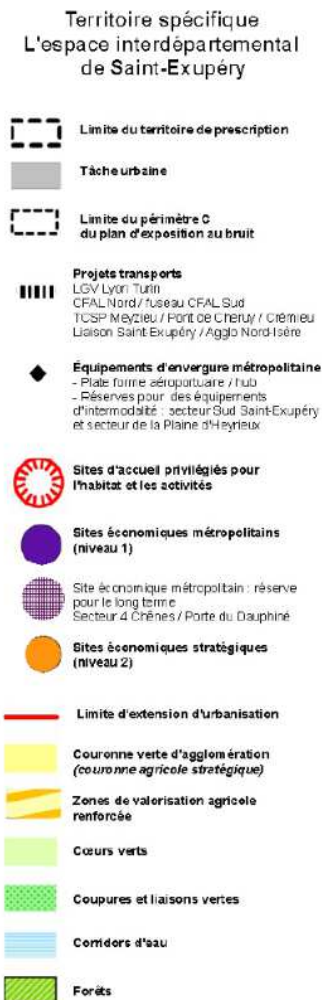 Territoire spécifique
L'espace interdépartemental
de Saint-Exupéry
Limite du territoire de prescription
Tâche urbaine
Limite du périmètre C
du plan d'exposition au bruit
Projets transports
LGV Lyon Turin
CFAL Nord / fuseau CFAL Sud
TCSP Meyzieu / Pont de Cheruy / Crémieu
Liaison Saint-Exupéry / Agglo Nord-Isère
Équipements d'envergure métropolitaine
- Plate forme aéroportuaire / hub
- Réserves pour des équipements
d'intermodalité : secteur Sud Saint-Exupéry
et secteur de la Plaine d'Heyrieux
Sites d'accueil privilégiés pour
l'habitat et les activités
Sites économiques métropolitains
(niveau 1)
Site économique métropolitain : réserve
pour le long terme
Secteur 4 Chênes / Porte du Dauphiné
Sites économiques stratégiques
(niveau 2)
Limite d'extension d'urbanisation
Couronne verte d'agglomération
(couronne agricole stratégique)
Zones de valorisation agricole
renforcée
Cœurs verts
Coupures et liaisons vertes
Corridors d'eau
Forêts